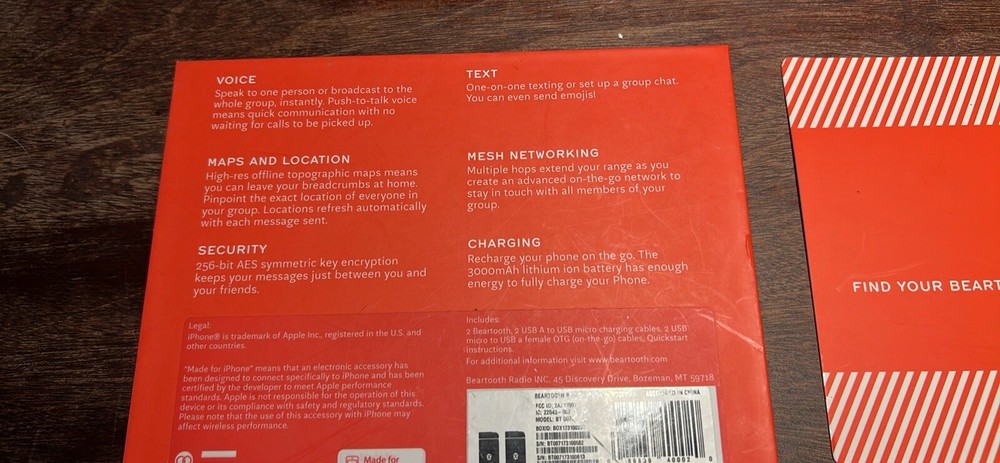 VOICE
Speak to one person or broadcast to the
whole group, instantly. Push-to-talk voice
means quick communication with no
waiting for calls to be picked up.
TEXT
One-on-one texting or set up a group chat.
You can even send emojis!
MAPS AND LOCATION
High-res offline topographic maps means
you can leave your breadcrumbs at home.
Pinpoint the exact location of everyone in
your group. Locations refresh automatically
with each message sent.
MESH NETWORKING
Multiple hops extend your range as you
create an advanced on-the-go network to
stay in touch with all members of your
group.
SECURITY
256-bit AES symmetric key encryption
keeps your messages just between you and
your friends.
CHARGING
Recharge your phone on the go. The
3000mAh lithium ion battery has enough
energy to fully charge your Phone.
Legal:
iPhone® is trademark of Apple Inc., registered in the U.S. and
other countries.
"Made for iPhone" means that an electronic accessory has
been designed to connect specifically to iPhone and has been
certified by the developer to meet Apple performance
standards. Apple is not responsible for the operation of this
device or its compliance with safety and regulatory standards.
Please note that the use of this accessory with iPhone may
affect wireless performance.
Made for
Includes:
2 Beartooth, 2 USB A to USB micro charging cables, 2 USB
micro to USB a female OTG (on-the-go) cables, Quickstart
instructions.
For additional information visit www.beartooth.com
Beartooth Radio INC. 45 Discovery Drive, Bozeman, MT 59718
BEARTOOTH
FCC ID:
IC:
MODEL: BT
BOXID:
S/N: BT007173100602
S/N: BT007173100613
IN CHINA
FIND YOUR BEART